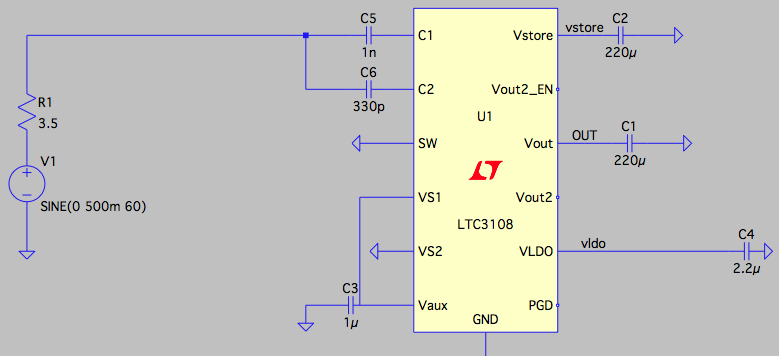 C5
C2
C1
Vstore
vstore
1n
220µ
C6
C2
Vout2_EN
330p
R1
U1
3.5
C1
SW
Vout
OUT
220µ
V1
+
−
VS1
Vout2
SINE(0 500m 60)
LTC3108
C4
VS2
VLDO
vldo
2.2µ
C3
Vaux
PGD
1µ
GND